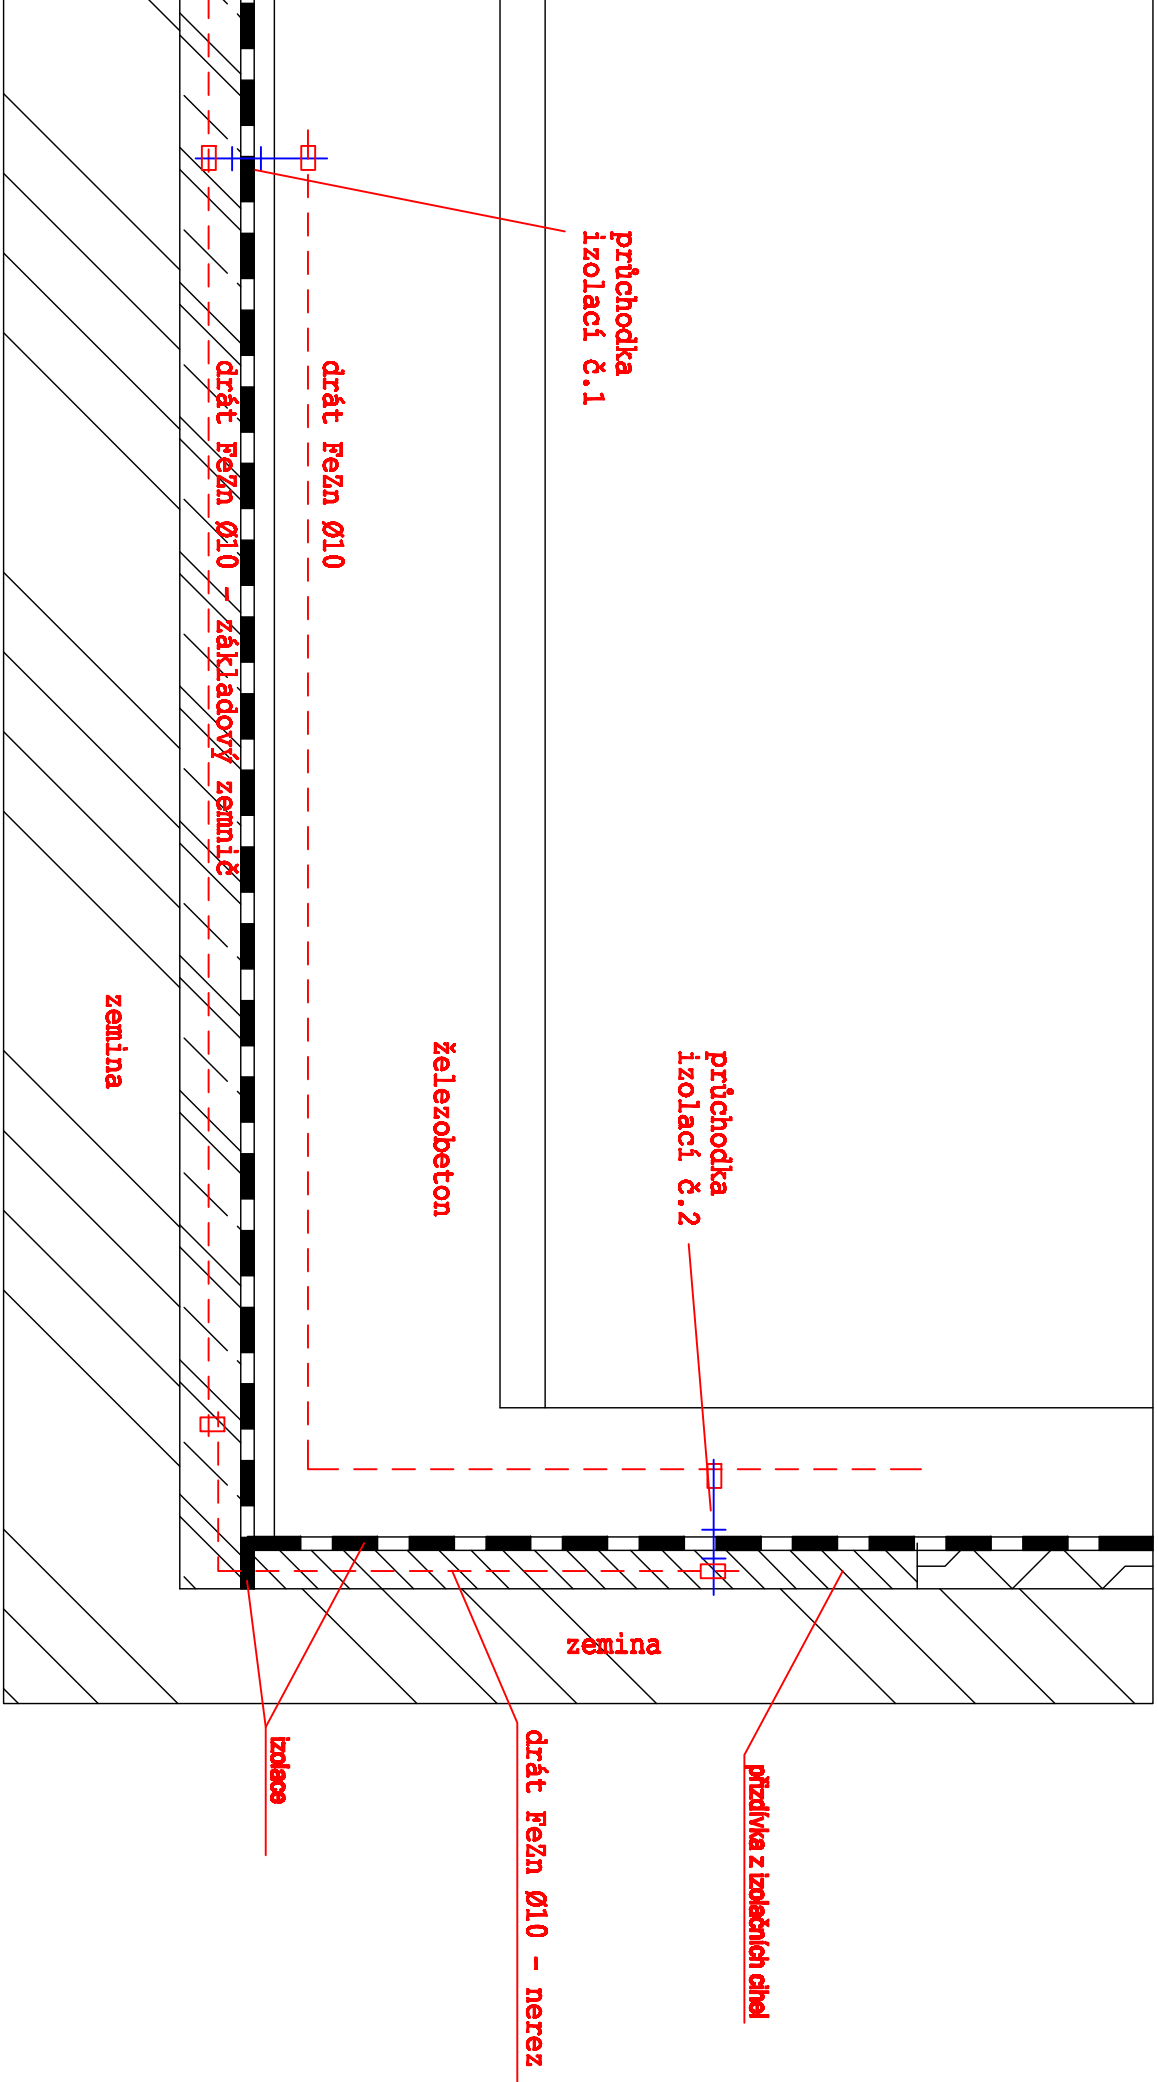 průchodka
izolací č.1
drát FeZn Ø10
drát FeZn Ø10 - základový zemnič
průchodka
izolací č.2
železobeton
zemina
zemina
přizdívka z izolačních cihel
drát FeZn Ø10 - nerez
izolace